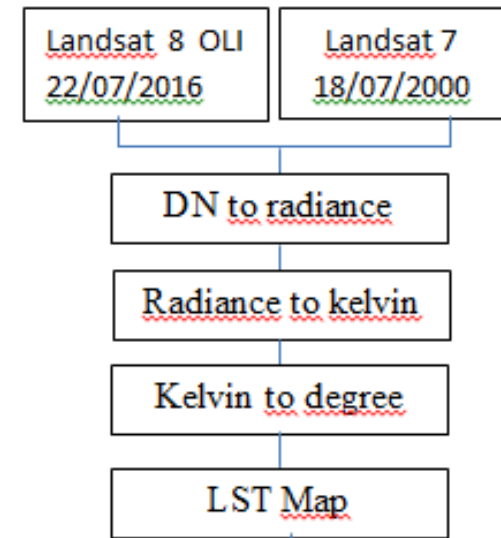 Landsat 8 OLI
22/07/2016
Landsat 7
18/07/2000
DN to radiance
Radiance to kelvin
Kelvin to degree
LST Map